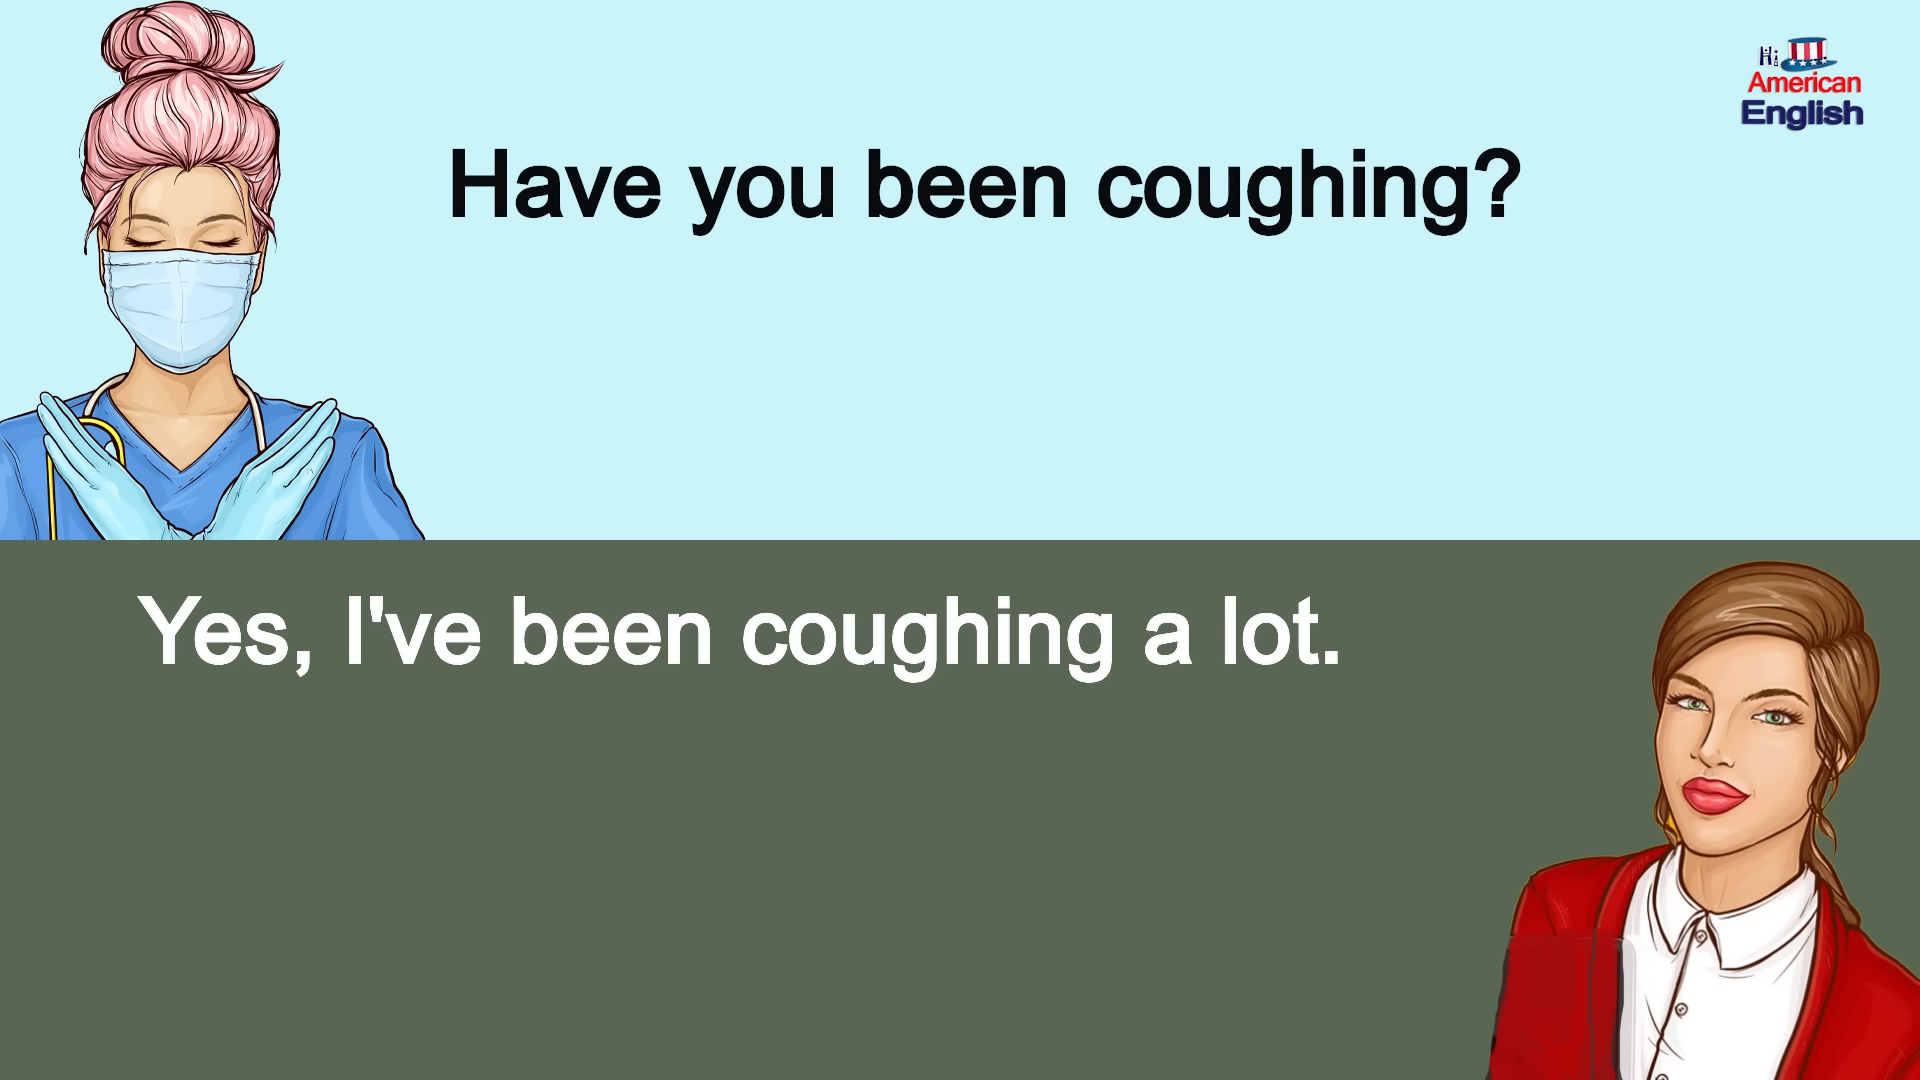 Hi
American
English
Have you been coughing?
Yes, I've been coughing a lot.